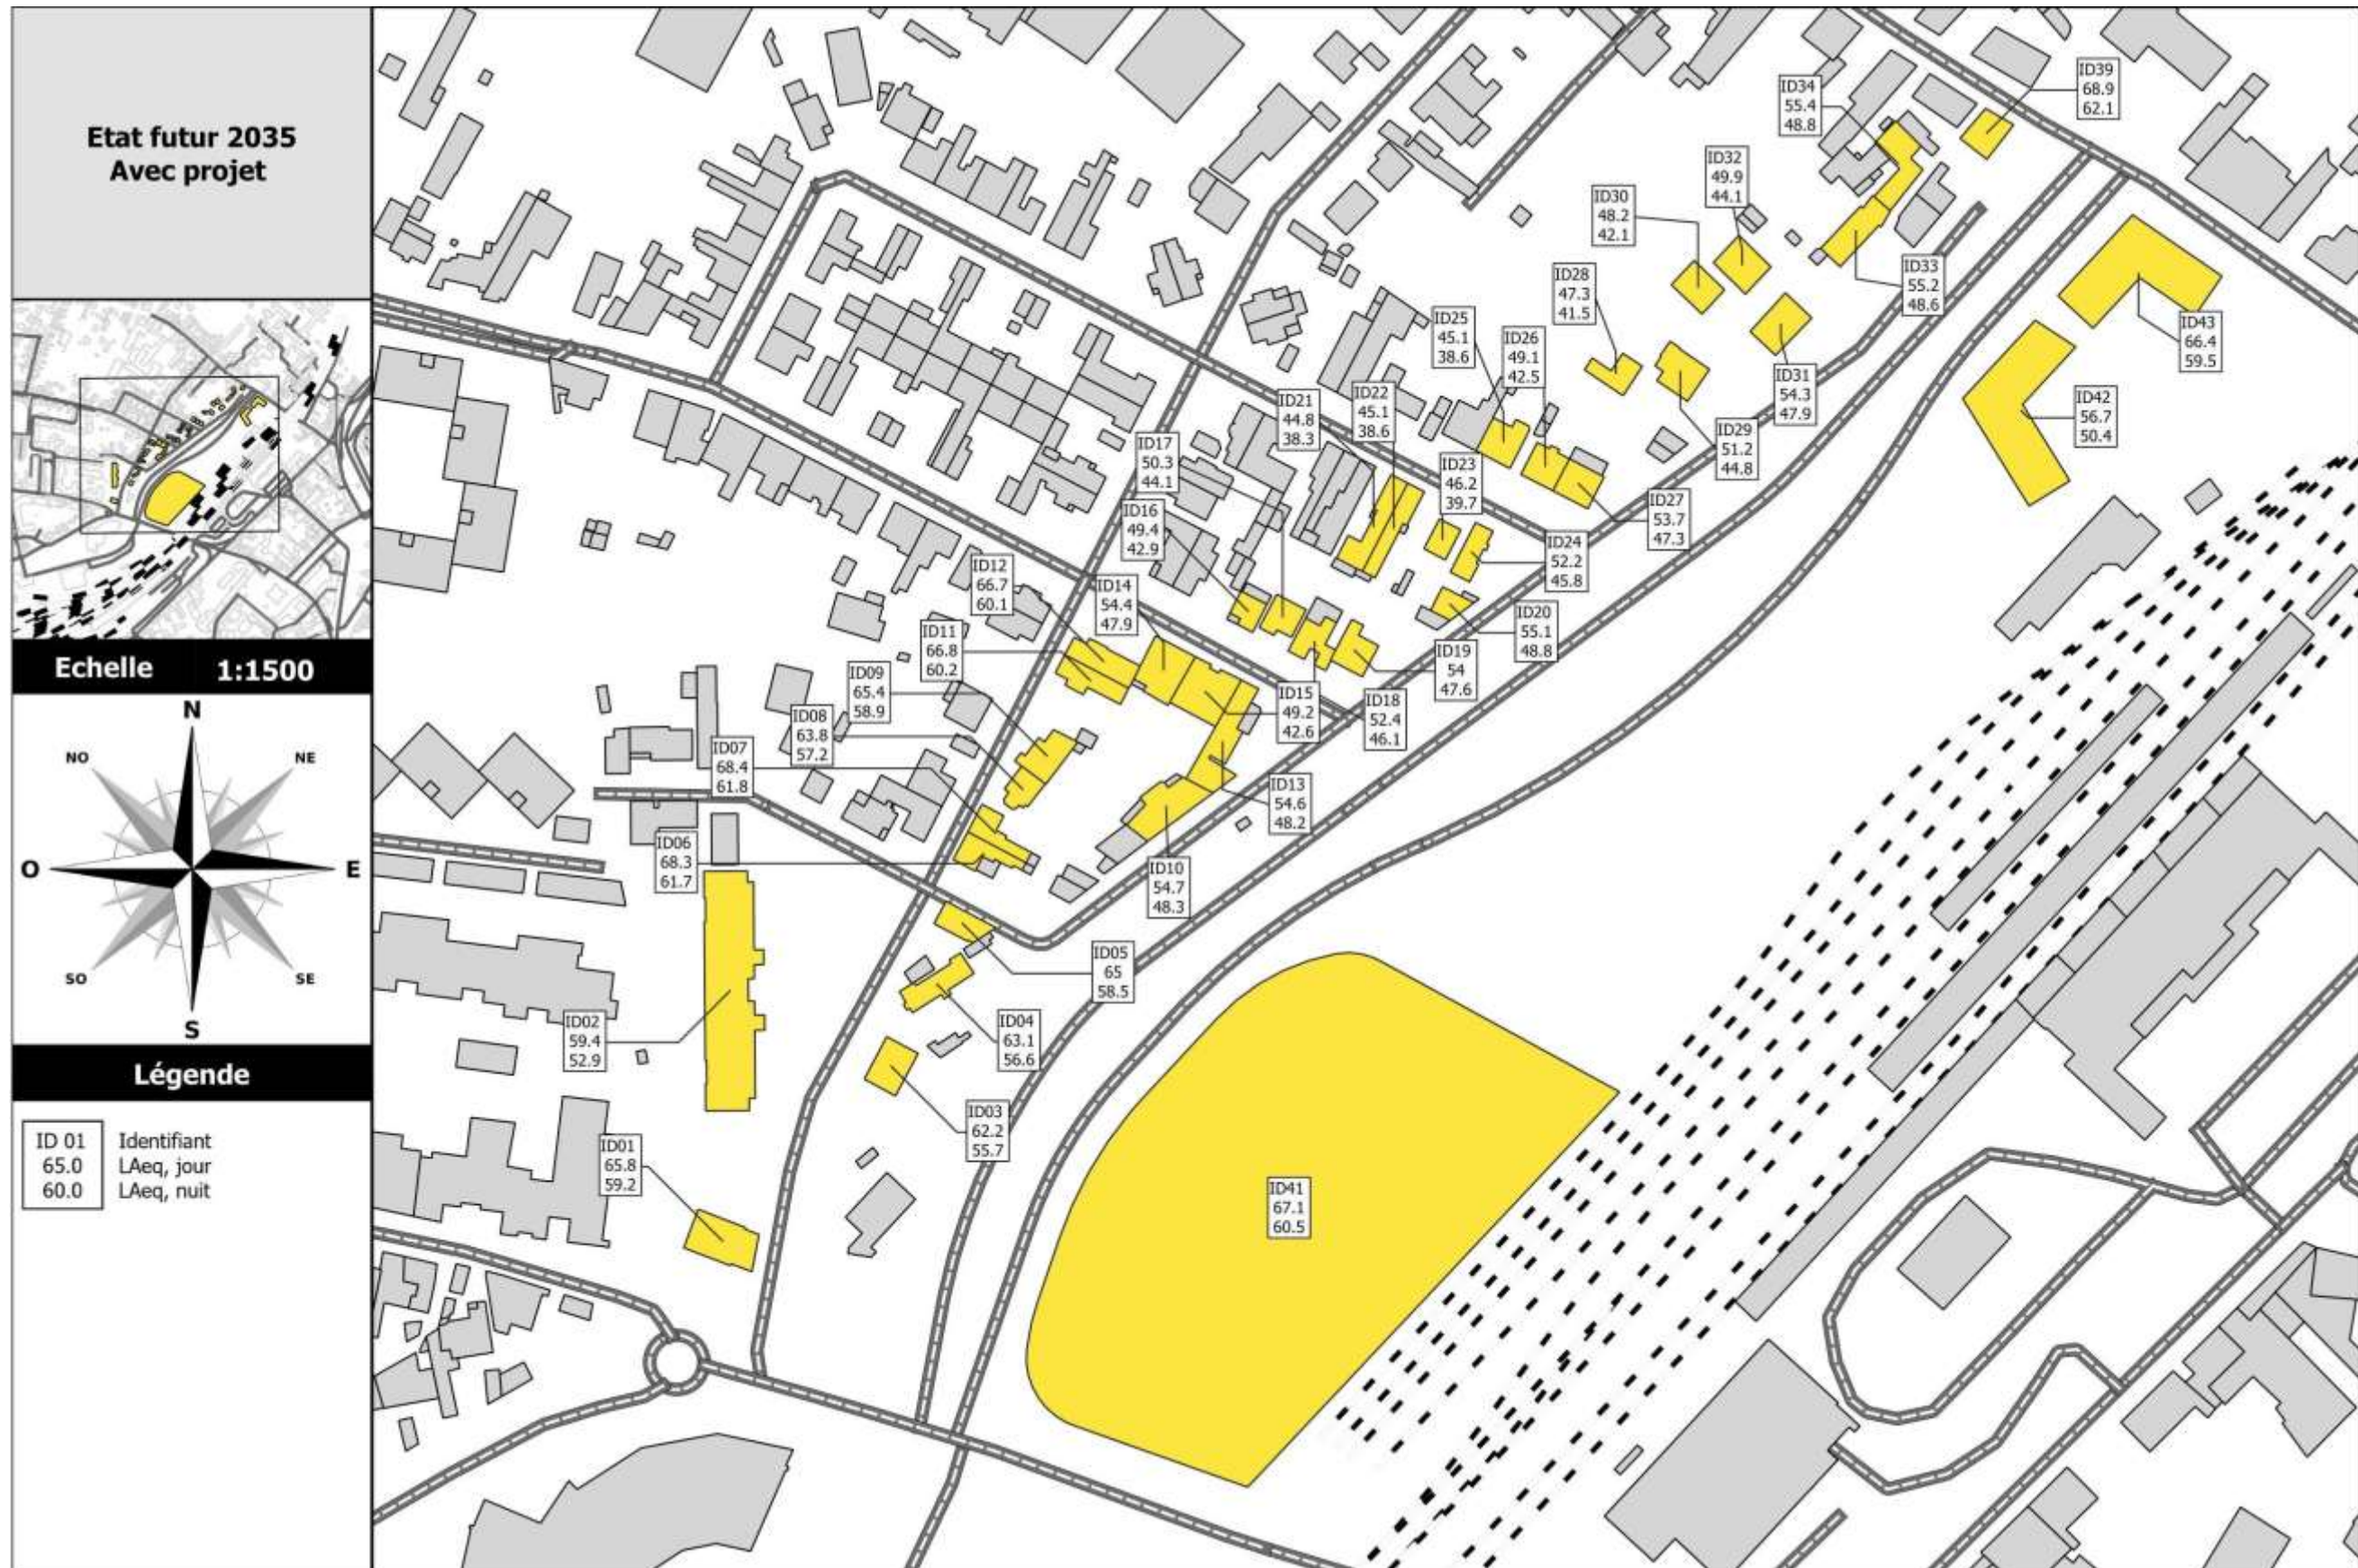 Etat futur 2035
Avec projet
Echelle 1:1500
N
NO
NE
O
E
SO
SE
S
Légende
ID 01 Identifiant
65.0 LAeq, jour
60.0 LAeq, nuit
ID39
68.9
62.1
ID34
55.4
48.8
ID32
49.9
44.1
ID30
48.2
42.1
ID33
55.2
48.6
ID28
47.3
41.5
ID43
66.4
59.5
ID25
45.1
38.6
ID26
49.1
42.5
ID31
54.3
47.9
ID42
56.7
50.4
ID22
45.1
38.6
ID21
44.8
38.3
ID29
51.2
44.8
ID17
50.3
44.1
ID23
46.2
39.7
ID27
53.7
47.3
ID16
49.4
42.9
ID24
52.2
45.8
ID12
66.7
60.1
ID14
54.4
47.9
ID20
55.1
48.8
ID11
66.8
60.2
ID19
54
47.6
ID09
65.4
58.9
ID15
49.2
42.6
ID18
52.4
46.1
ID08
63.8
57.2
ID07
68.4
61.8
ID13
54.6
48.2
ID06
68.3
61.7
ID10
54.7
48.3
ID05
65
58.5
ID02
59.4
52.9
ID04
63.1
56.6
ID03
62.2
55.7
ID01
65.8
59.2
ID41
67.1
60.5